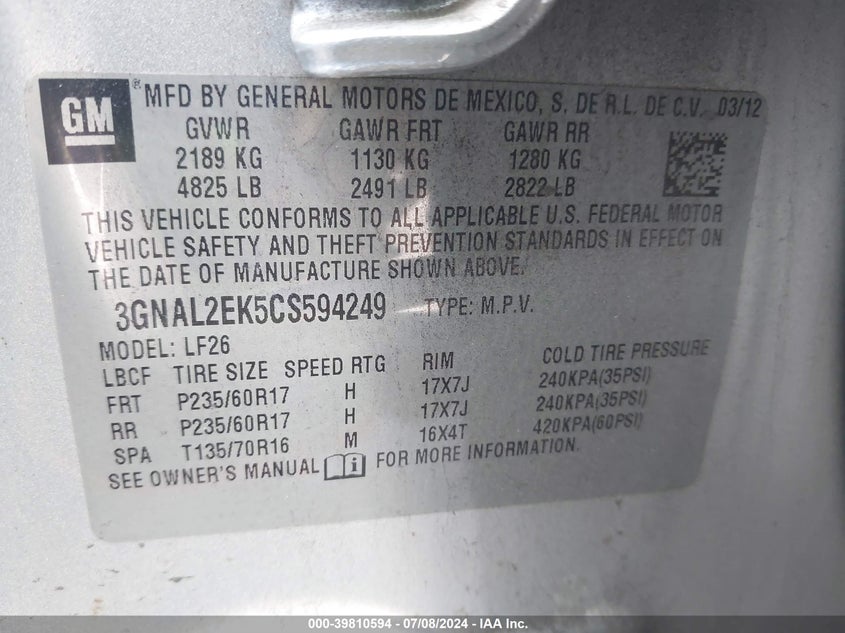 GM
® MFD BY GENERAL MOTORS DE MEXICO, S. DE R.L. DE C.V. 03/12
GVWR GAWR FRT GAWR RR
2189 KG 1130 KG 1280 KG
4825 LB 2491 LB 2822 LB
THIS VEHICLE CONFORMS TO ALL APPLICABLE U.S. FEDERAL MOTOR
VEHICLE SAFETY AND THEFT PREVENTION STANDARDS IN EFFECT ON
THE DATE OF MANUFACTURE SHOWN ABOVE.
3GNAL2EK5CS594249 TYPE: M.P.V.
MODEL: LF26
LBCF TIRE SIZE SPEED RTG RIM COLD TIRE PRESSURE
FRT P235/60R17 H 17X7J 240KPA(35PSI)
RR P235/60R17 H 17X7J 240KPA(35PSI)
SPA T135/70R16 M 16X4T 420KPA(60PSI)
SEE OWNER'S MANUAL i FOR MORE INFORMATION.
000-39810594 - 07/08/2024 - IAA Inc.